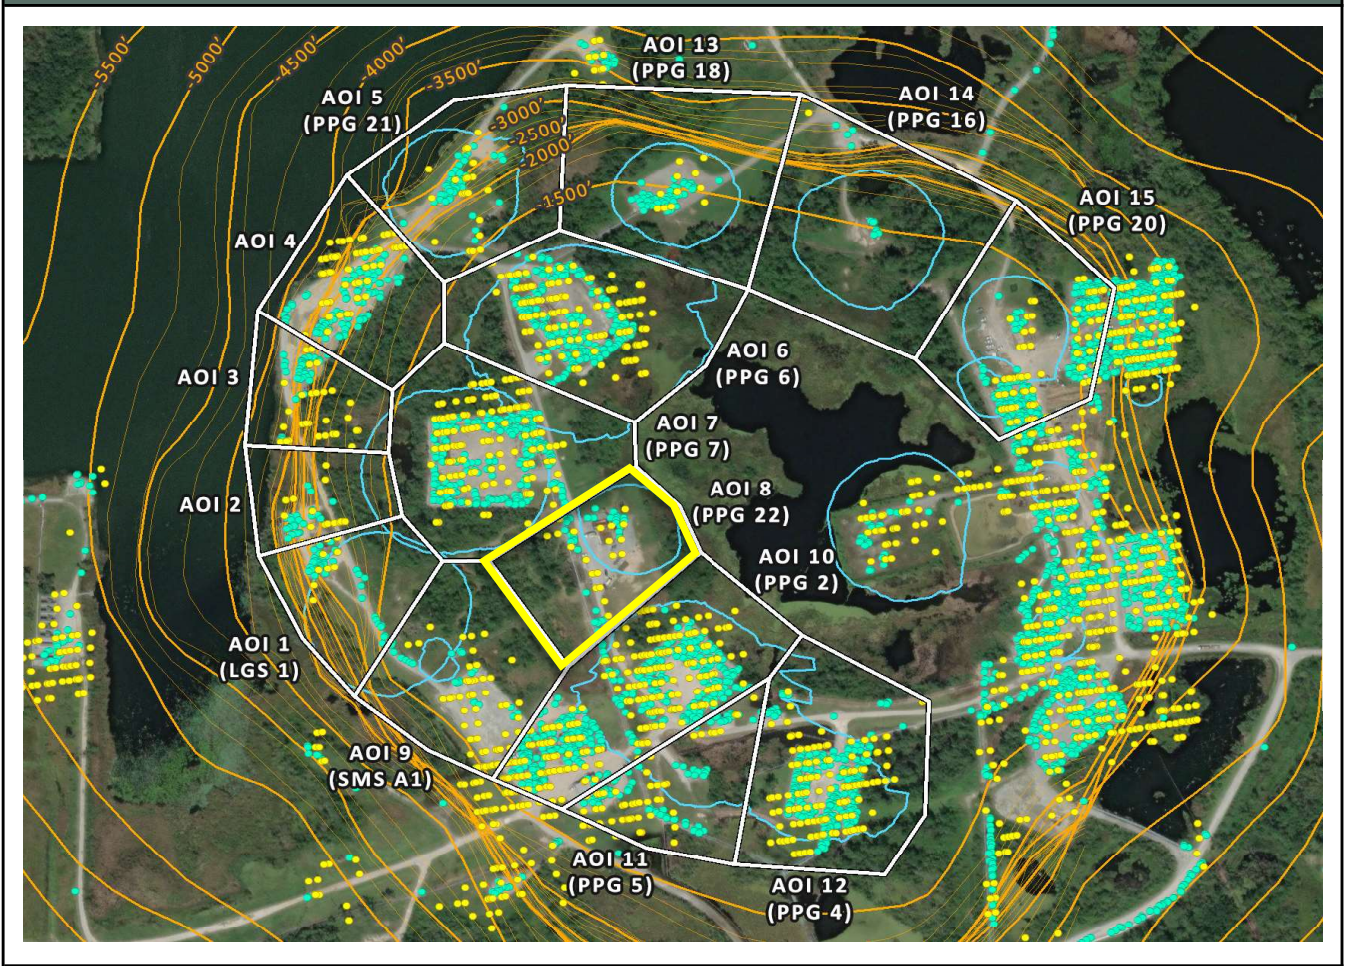 -5500'
-5000'
-4500'
-4000'
-3500'
-3000'
-2500'
-2000'
-1500'
AOI 13
(PPG 18)
AOI 5
(PPG 21)
AOI 14
(PPG 16)
AOI 15
(PPG 20)
AOI 4
AOI 3
AOI 6
(PPG 6)
AOI 7
(PPG 7)
AOI 2
AOI 8
(PPG 22)
AOI 10
(PPG 2)
AOI 1
(LGS 1)
AOI 9
(SMS A1)
AOI 11
(PPG 5)
AOI 12
(PPG 4)